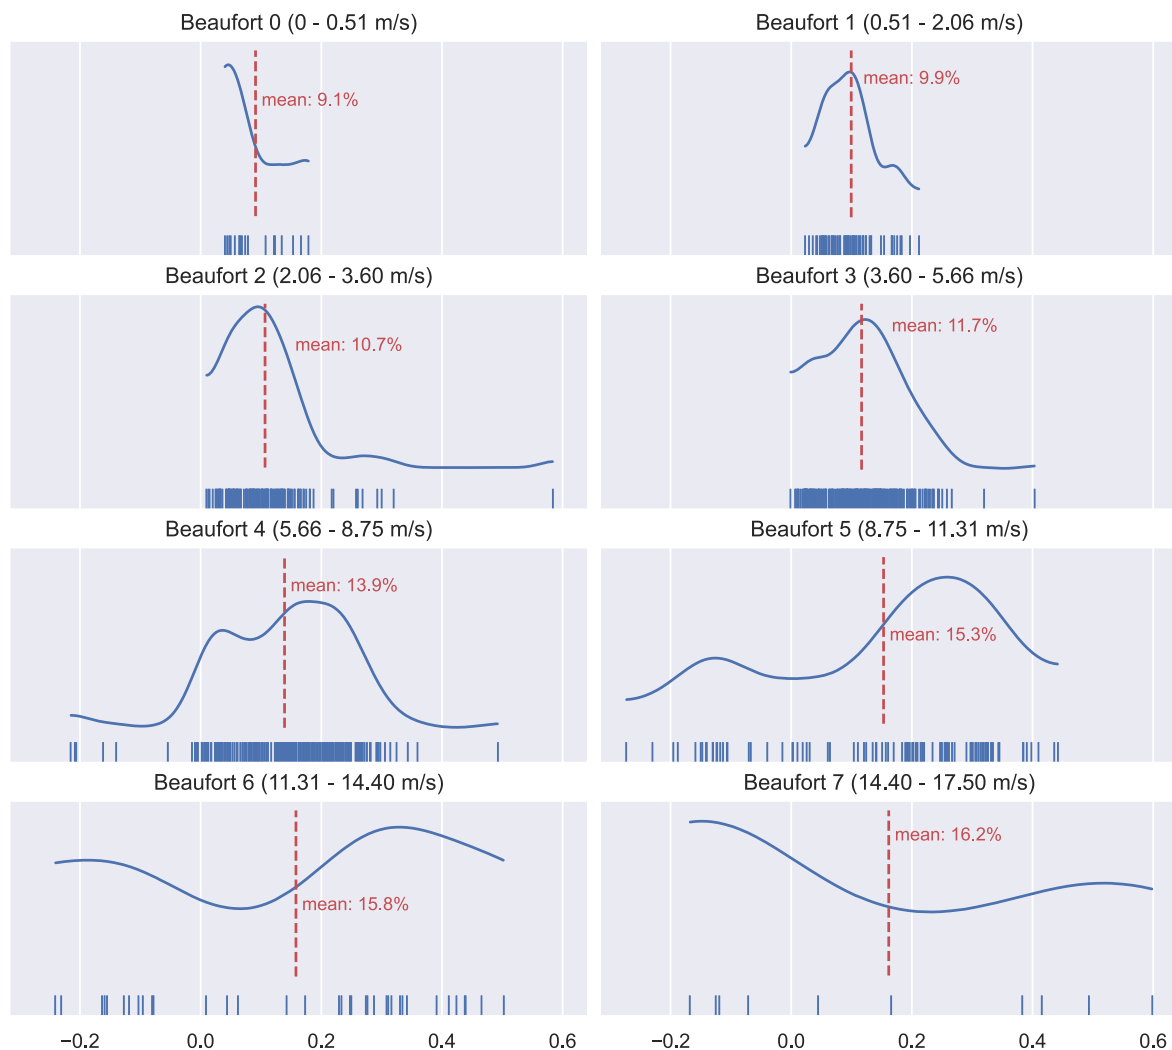 Beaufort 0 (0 - 0.51 m/s)
Beaufort 1 (0.51 - 2.06 m/s)
mean: 9.1%
mean: 9.9%
Beaufort 2 (2.06 - 3.60 m/s)
Beaufort 3 (3.60 - 5.66 m/s)
mean: 10.7%
mean: 11.7%
Beaufort 4 (5.66 - 8.75 m/s)
Beaufort 5 (8.75 - 11.31 m/s)
mean: 13.9%
mean: 15.3%
Beaufort 6 (11.31 - 14.40 m/s)
Beaufort 7 (14.40 - 17.50 m/s)
mean: 15.8%
mean: 16.2%
−0.2 0.0 0.2 0.4 0.6
−0.2 0.0 0.2 0.4 0.6